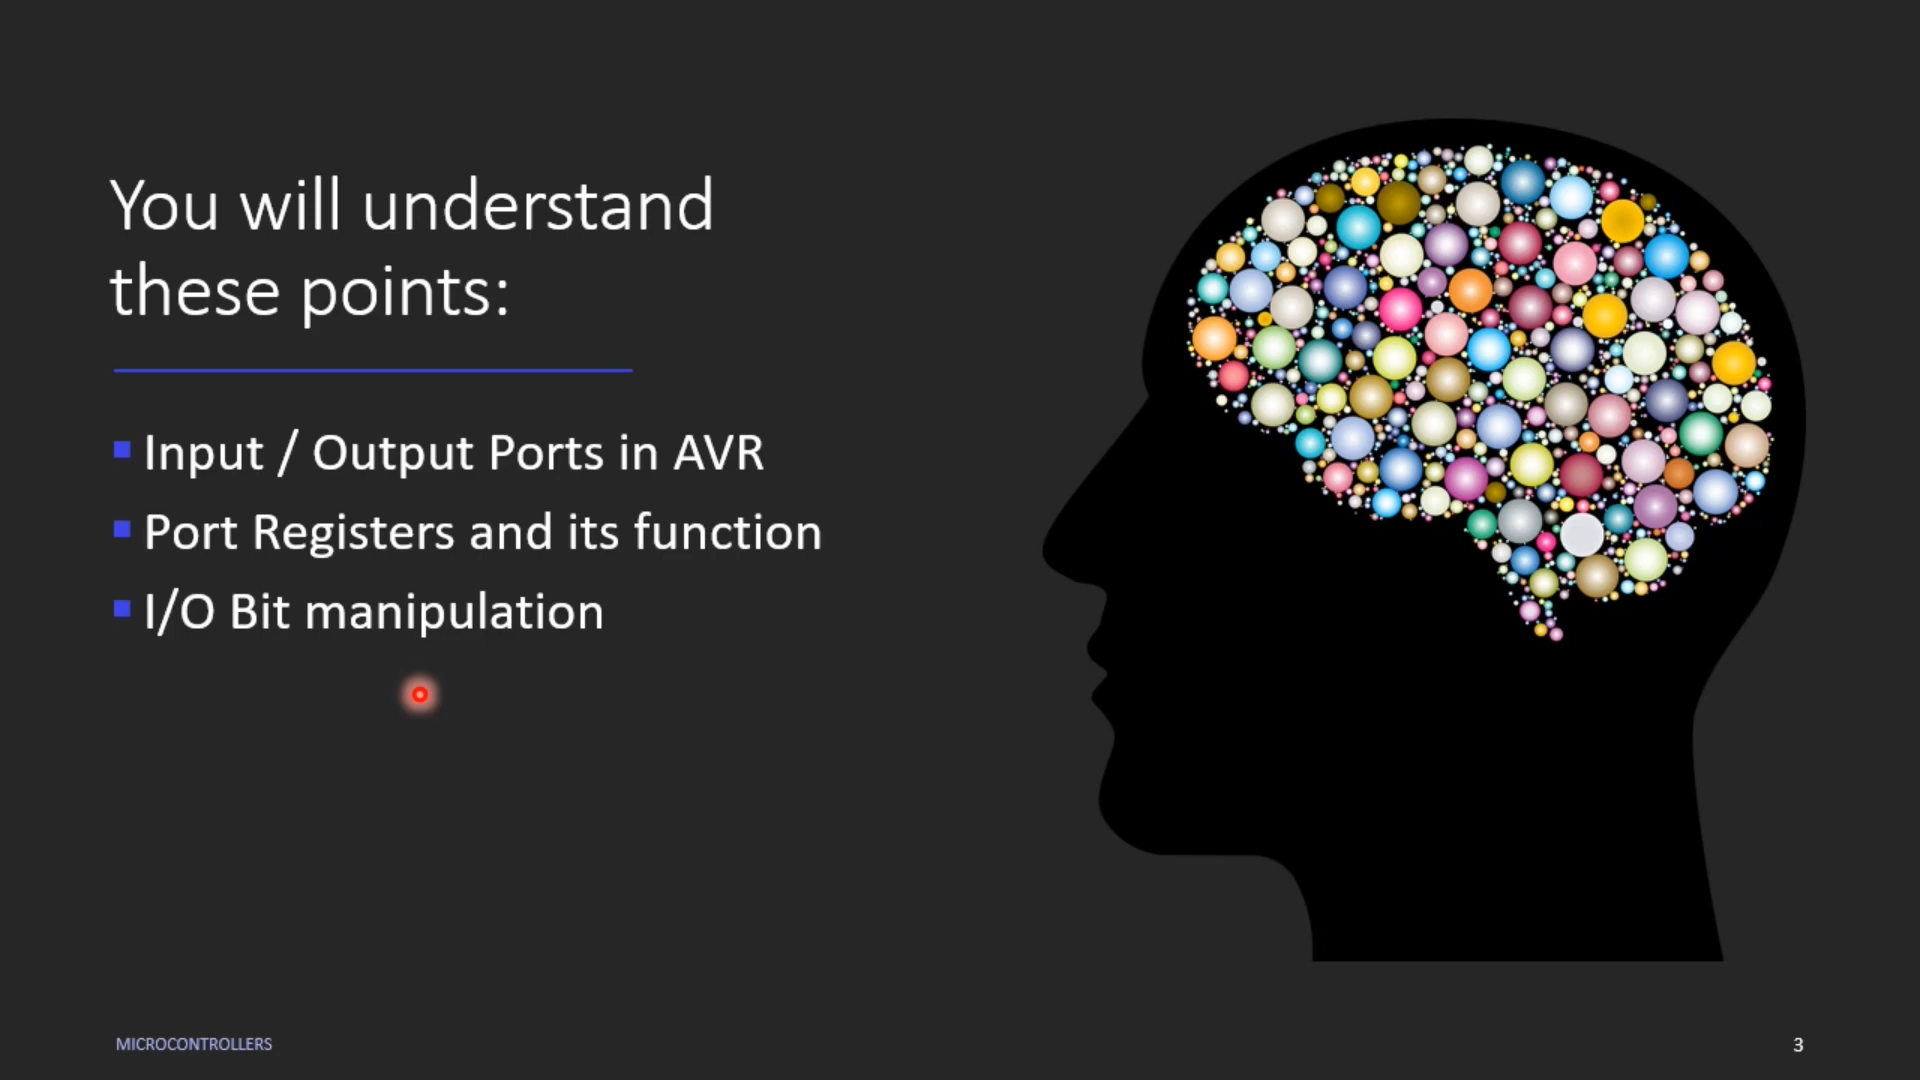 You will understand
these points:
Input / Output Ports in AVR
Port Registers and its function
I/O Bit manipulation
MICROCONTROLLERS
3